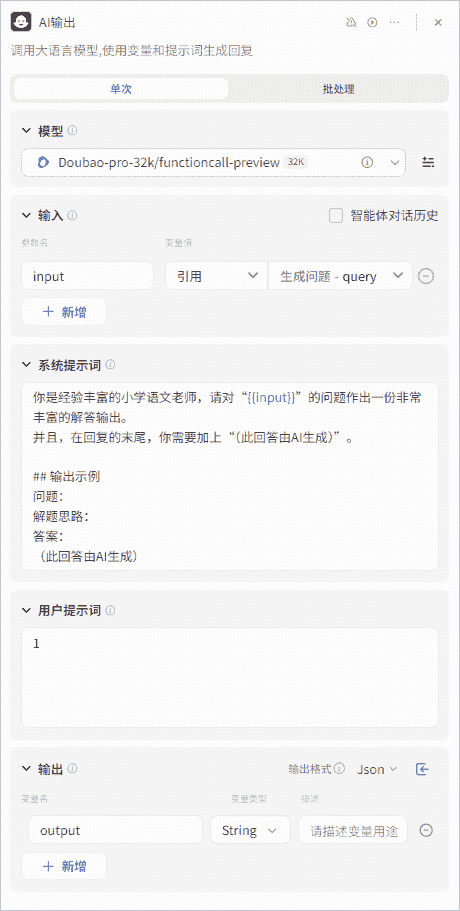 AI输出
调用大语言模型,使用变量和提示词生成回复
单次 批处理
模型
Doubao-pro-32k/functioncall-preview 32K
输入 智能体对话历史
参数名 变量值
input 引用 生成问题 - query
新增
系统提示词
你是经验丰富的小学语文老师，请对“{{input}}”的问题作出一份非常
丰富的解答输出。
并且，在回复的末尾，你需要加上“（此回答由AI生成）”。
## 输出示例
问题：
解题思路：
答案：
（此回答由AI生成）
用户提示词
1
输出 输出格式 Json
变量名 变量类型 描述
output String 请描述变量用途
新增